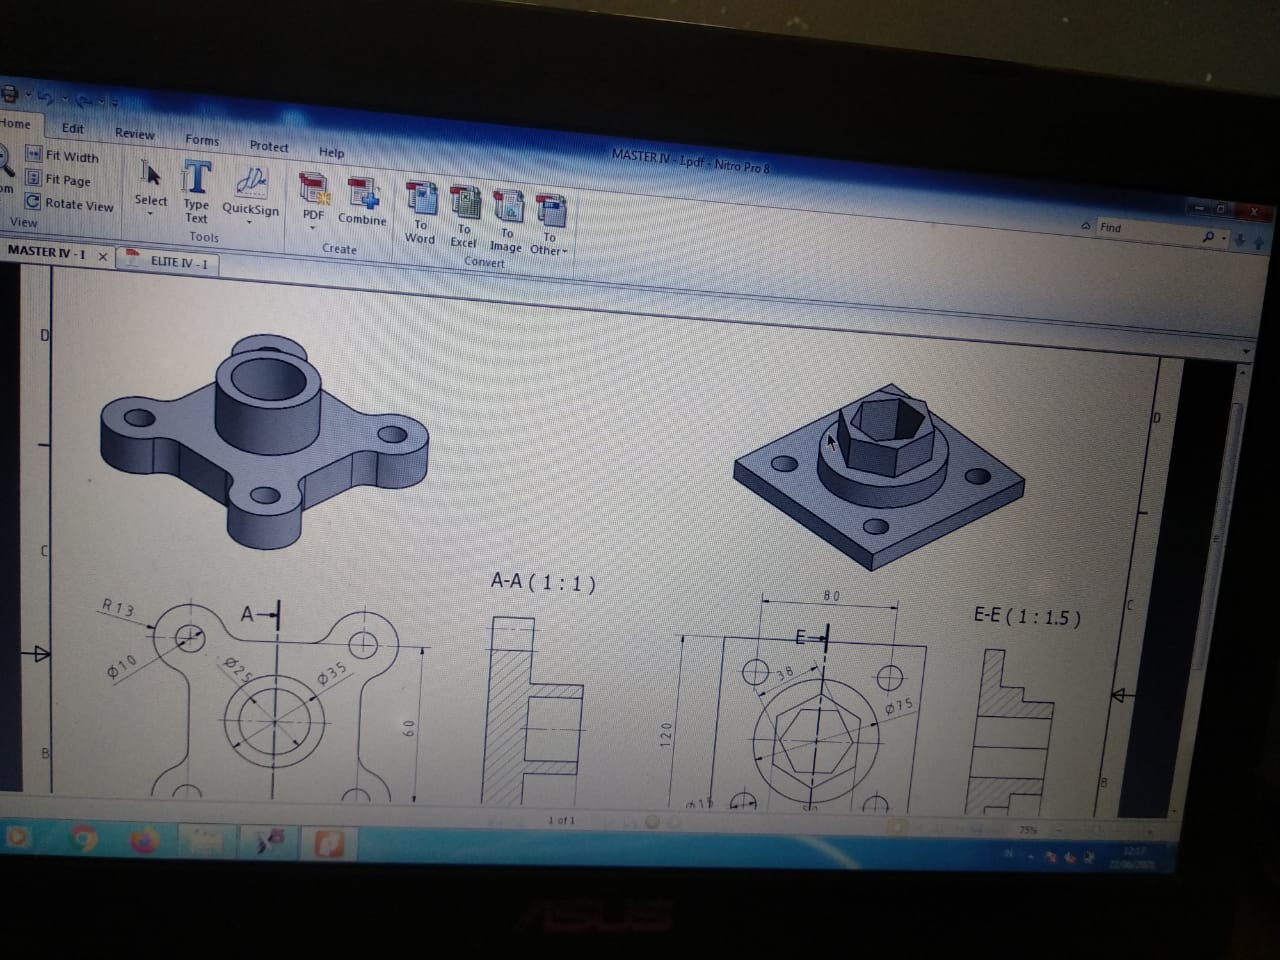 MASTER IV - I.pdf - Nitro Pro 8
Home Edit Review Forms Protect Help
Fit Width
Fit Page
Rotate View
View
Select
Type
Text
QuickSign
Tools
PDF
Combine
Create
To
Word
To
Excel
To
Image
To
Other
Convert
Find
MASTER IV - I
ELITE IV - I
D
D
C
C
B
B
A-A ( 1 : 1 )
E-E ( 1 : 1.5 )
R13
Ø10
Ø25
Ø35
A
60
80
E
38
Ø75
120
1 of 1
75%
12:17
ASUS